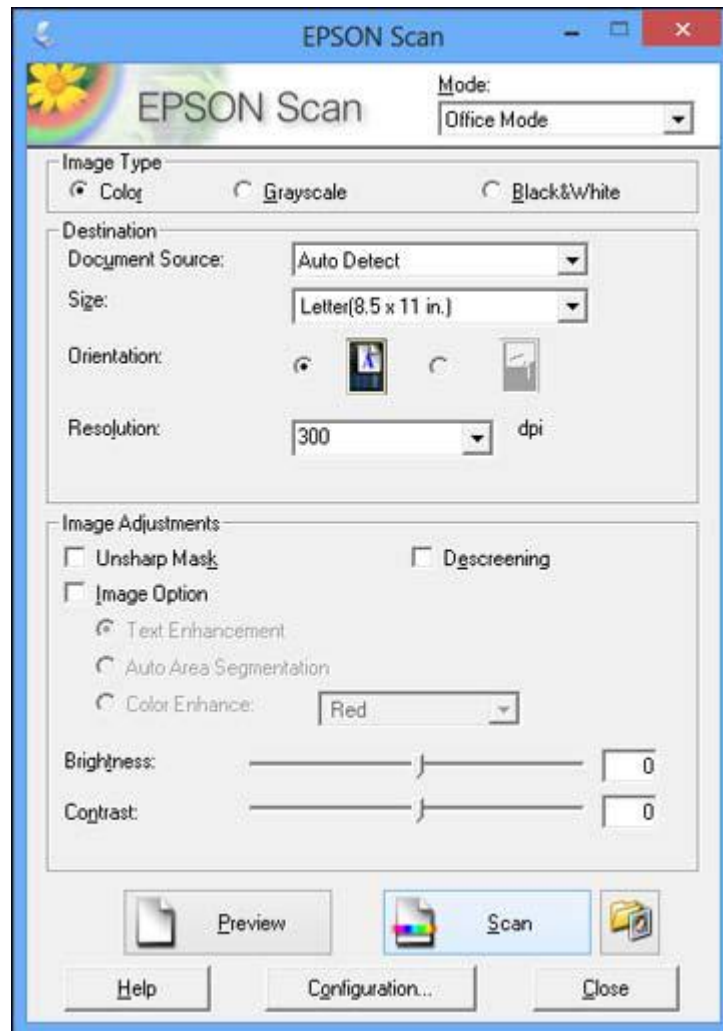 EPSON Scan
EPSON Scan
Mode:
Office Mode
Image Type
Color Grayscale Black&White
Destination
Document Source: Auto Detect
Size: Letter(8.5 x 11 in.)
Orientation:
Resolution: 300 dpi
Image Adjustments
Unsharp Mask Descreening
Image Option
Text Enhancement
Auto Area Segmentation
Color Enhance: Red
Brightness: 0
Contrast: 0
Preview Scan
Help Configuration... Close